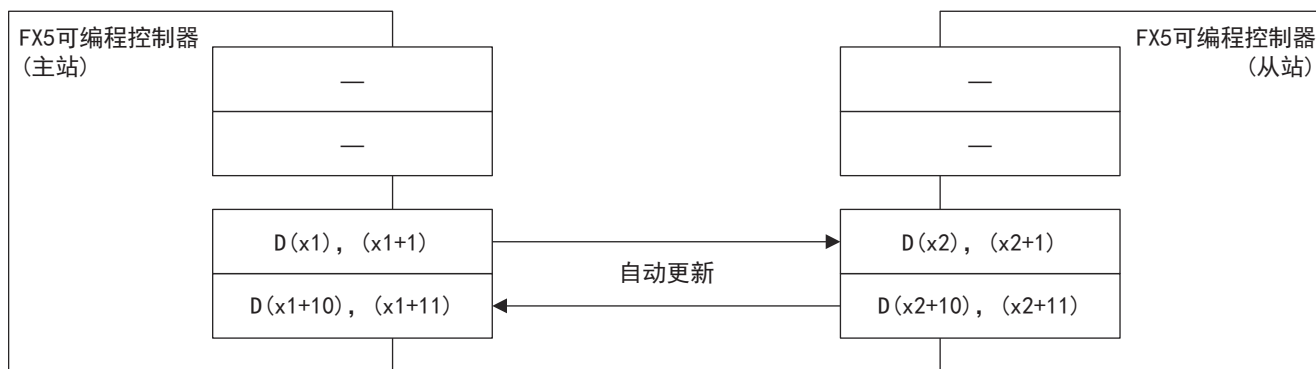 FX5可编程控制器
(主站)
FX5可编程控制器
(从站)
—
—
—
—
D(x1), (x1+1)
D(x2), (x2+1)
自动更新
D(x1+10), (x1+11)
D(x2+10), (x2+11)